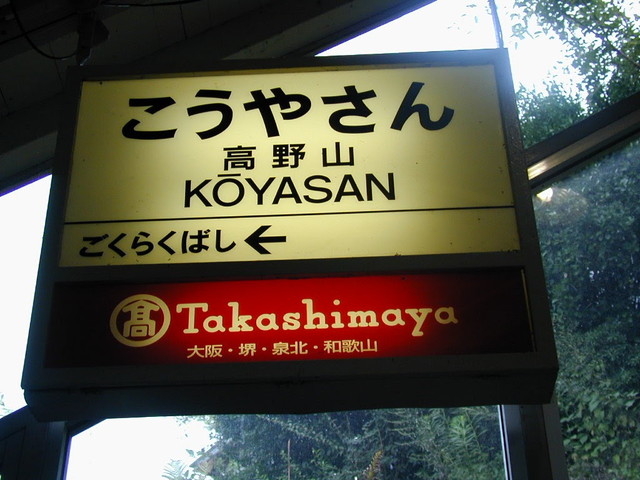 こうやさん
高野山
KŌYASAN
ごくらくばし ←
髙 Takashimaya
大阪・堺・泉北・和歌山